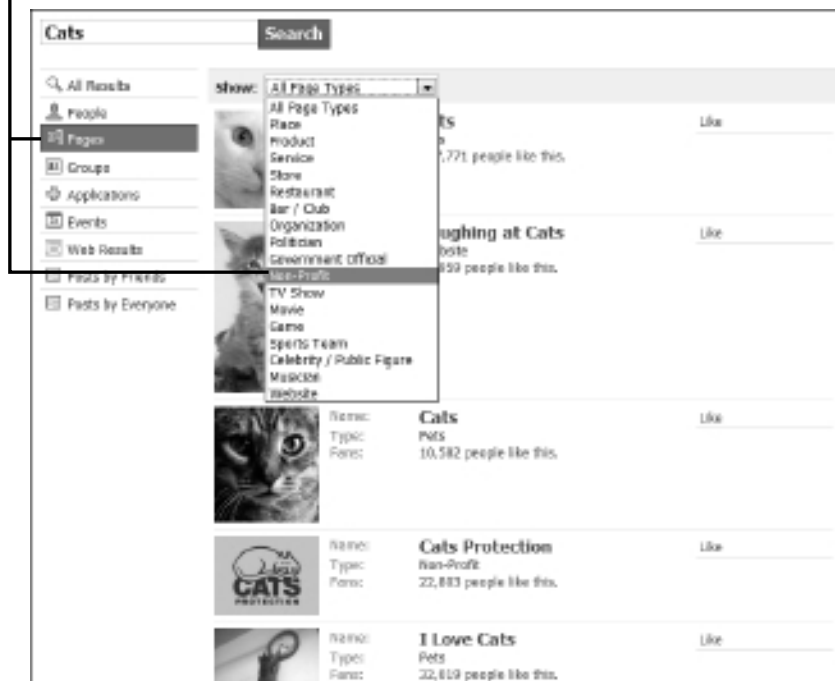 Cats Search
All Results
People
Pages
Groups
Applications
Events
Web Results
Posts by Friends
Posts by Everyone
Show: All Page Types
All Page Types
Place
Product
Service
Store
Restaurant
Bar / Club
Organization
Politician
Government Official
Non-Profit
TV Show
Movie
Game
Sports Team
Celebrity / Public Figure
Musician
Website
ts Like
s
,771 people like this.
ughing at Cats Like
bsite
people like this.
Name: Cats Like
Type: Pets
Fans: 10,582 people like this.
CATS
PROTECTION
Name: Cats Protection Like
Type: Non-Profit
Fans: 22,803 people like this.
Name: I Love Cats Like
Type: Pets
Fans: 22,019 people like this.